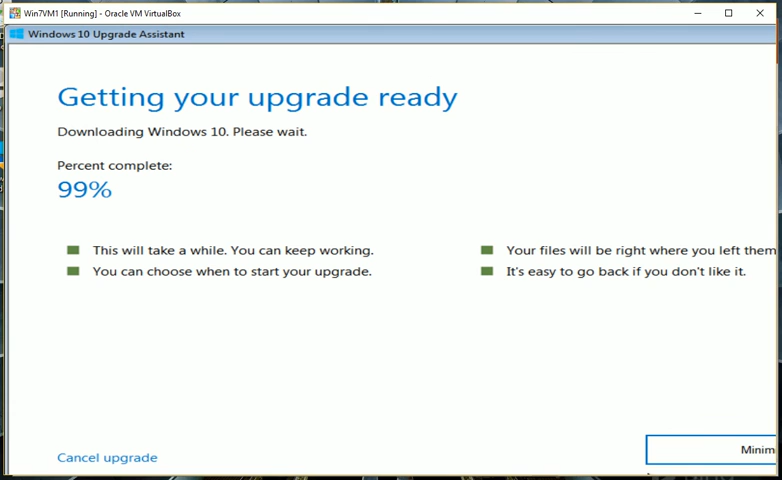 Win7VM1 [Running] - Oracle VM VirtualBox
Windows 10 Upgrade Assistant
Getting your upgrade ready
Downloading Windows 10. Please wait.
Percent complete:
99%
This will take a while. You can keep working.
You can choose when to start your upgrade.
Your files will be right where you left them
It's easy to go back if you don't like it.
Cancel upgrade
Minim